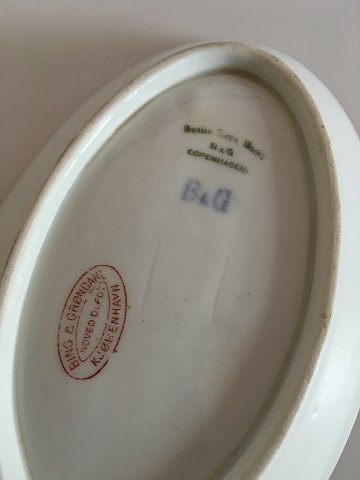 Danish China Works
B & G
COPENHAGEN.
B&G
BING & GRØNDAHL
HOVED DEPOT
KJØBENHAVN